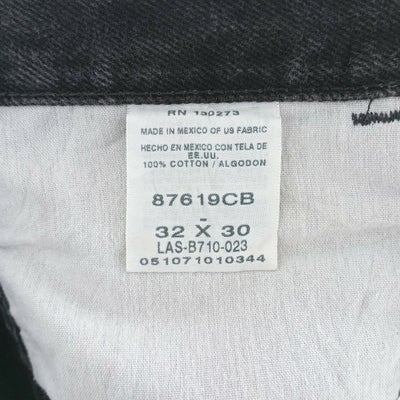 RN 130273
MADE IN MEXICO OF US FABRIC
HECHO EN MEXICO CON TELA DE
EE.UU.
100% COTTON / ALGODON
87619CB
-
32 X 30
LAS-B710-023
051071010344